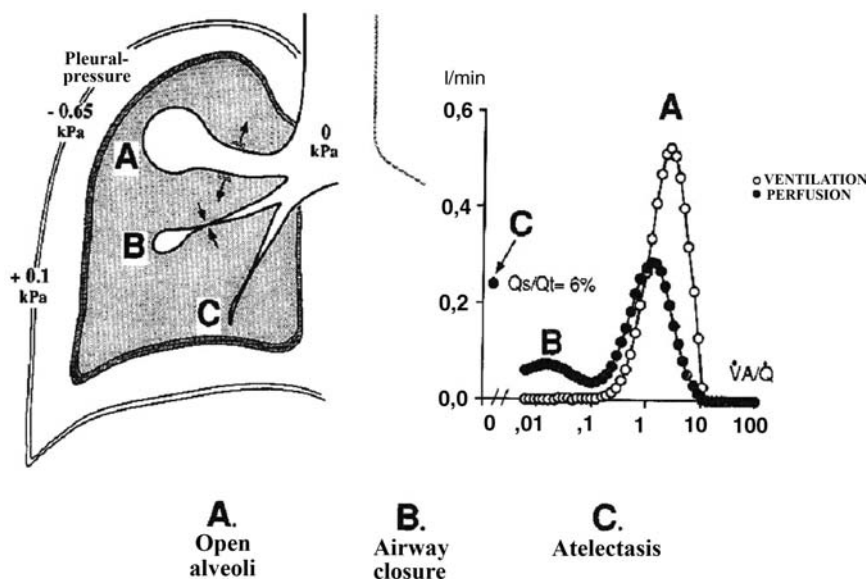 Pleural-
pressure
- 0.65
kPa
0
kPa
A
B
+ 0.1
kPa
C
l/min
0,6
0,4
0,2
0,0
A
VENTILATION
PERFUSION
C
Qs/Qt= 6%
B
V̇A/Q̇
0 ,01 ,1 1 10 100
A. B. C.
Open Airway Atelectasis
alveoli closure